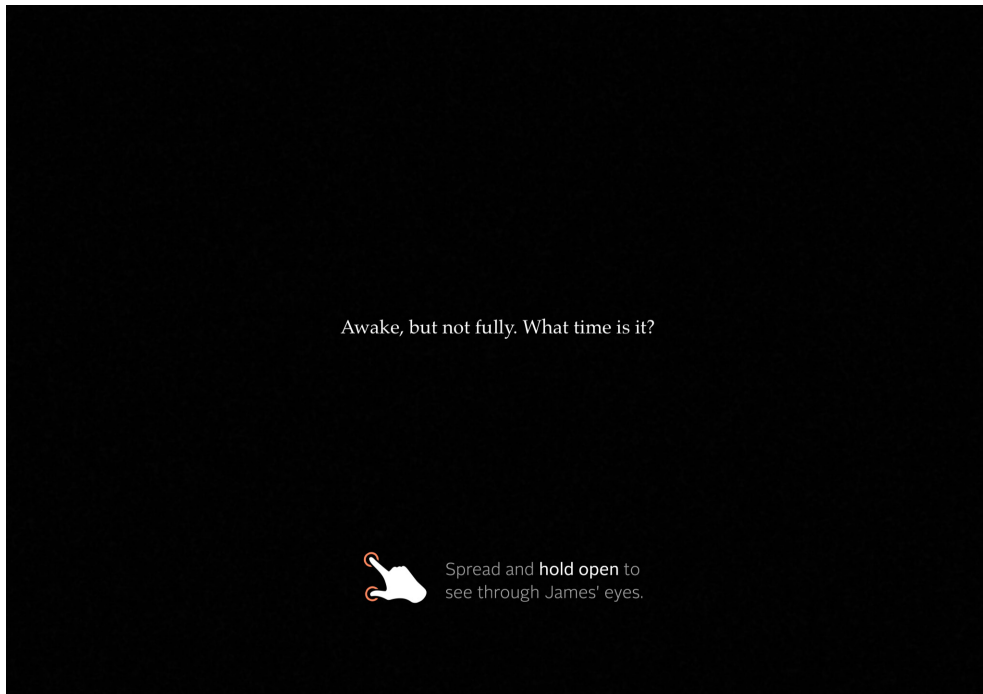 Awake, but not fully. What time is it?
Spread and hold open to
see through James' eyes.